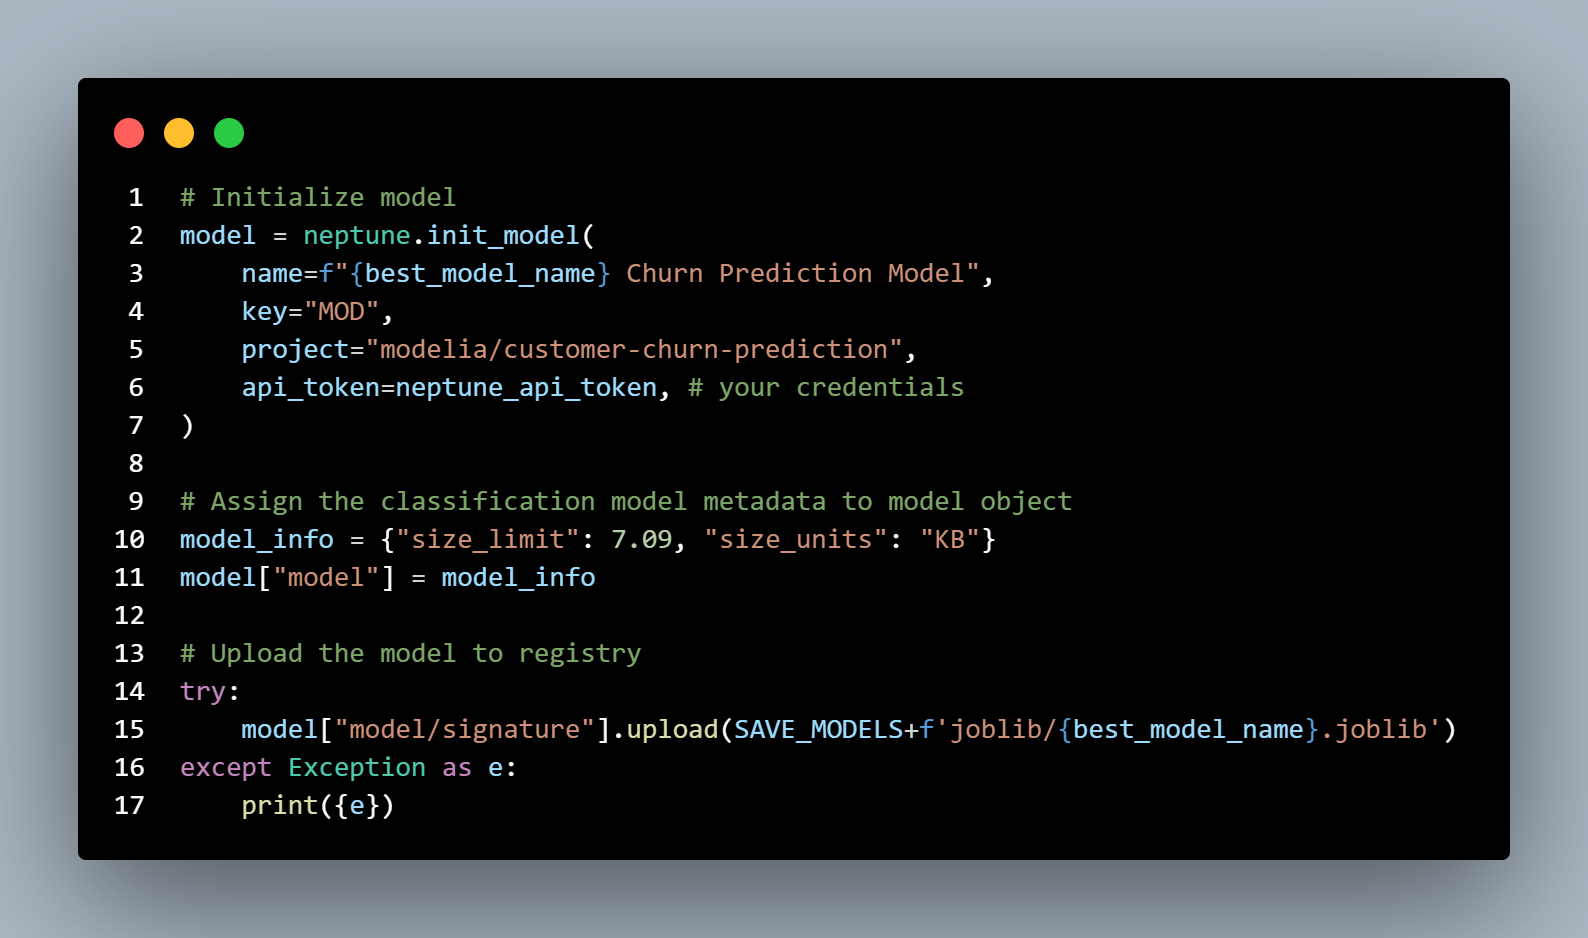 1 # Initialize model
2 model = neptune.init_model(
3     name=f"{best_model_name} Churn Prediction Model",
4     key="MOD",
5     project="modelia/customer-churn-prediction",
6     api_token=neptune_api_token, # your credentials
7 )
8
9 # Assign the classification model metadata to model object
10 model_info = {"size_limit": 7.09, "size_units": "KB"}
11 model["model"] = model_info
12
13 # Upload the model to registry
14 try:
15     model["model/signature"].upload(SAVE_MODELS+f'joblib/{best_model_name}.joblib')
16 except Exception as e:
17     print({e})